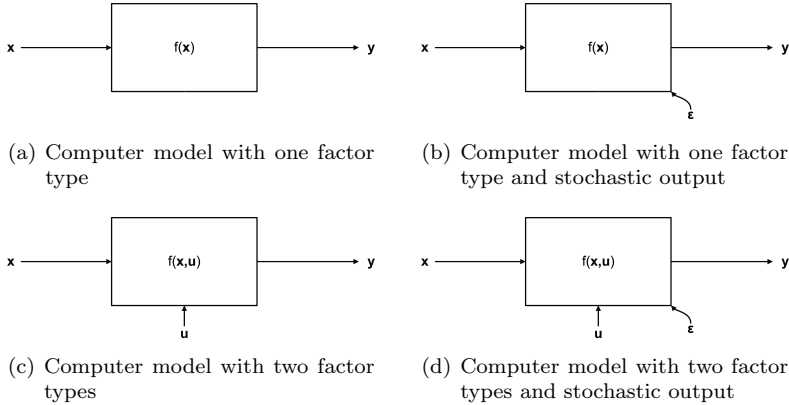 x f(x) y
x f(x) y
ε
(a) Computer model with one factor
type
(b) Computer model with one factor
type and stochastic output
x f(x,u) y
u
x f(x,u) y
u ε
(c) Computer model with two factor
types
(d) Computer model with two factor
types and stochastic output